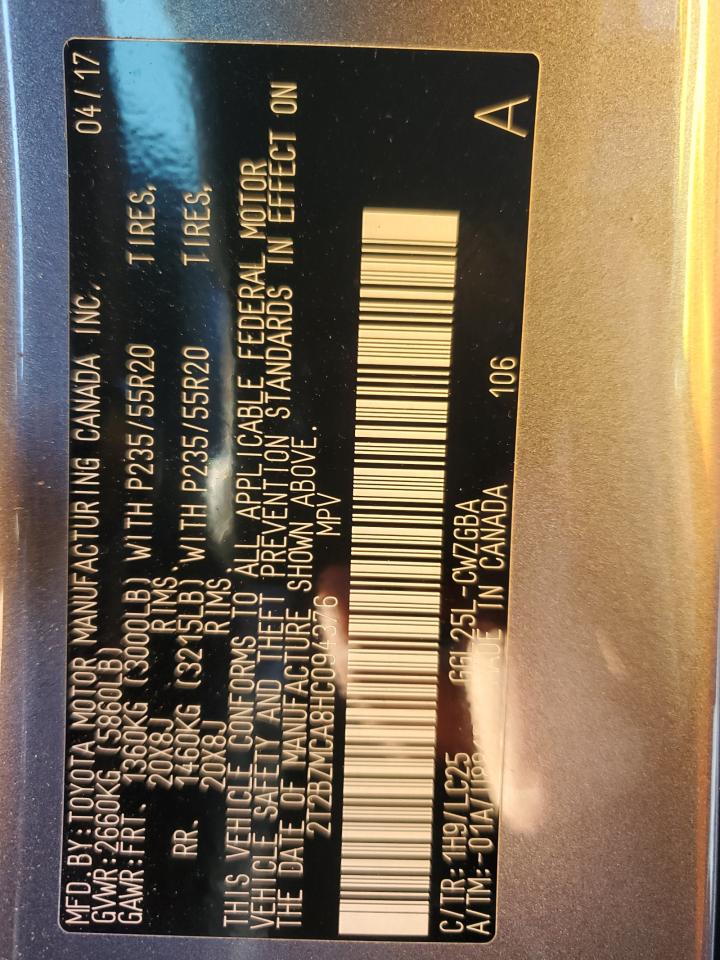 MFD.BY:TOYOTA MOTOR MANUFACTURING CANADA INC. 04/17
GVWR:2660KG (5860LB)
GAWR:FRT. 1360KG (3000LB) WITH P235/55R20 TIRES,
20X8J RIMS
RR. 1460KG (3215LB) WITH P235/55R20 TIRES,
20X8J RIMS
THIS VEHICLE CONFORMS TO ALL APPLICABLE FEDERAL MOTOR
VEHICLE SAFETY AND THEFT PREVENTION STANDARDS IN EFFECT ON
THE DATE OF MANUFACTURE SHOWN ABOVE.
2T2BZMCA8HC094376 MPV
C/TR:1H9/LC25 GGL25L-CWZGBA
A/TM:-01A/ MADE IN CANADA 106
A